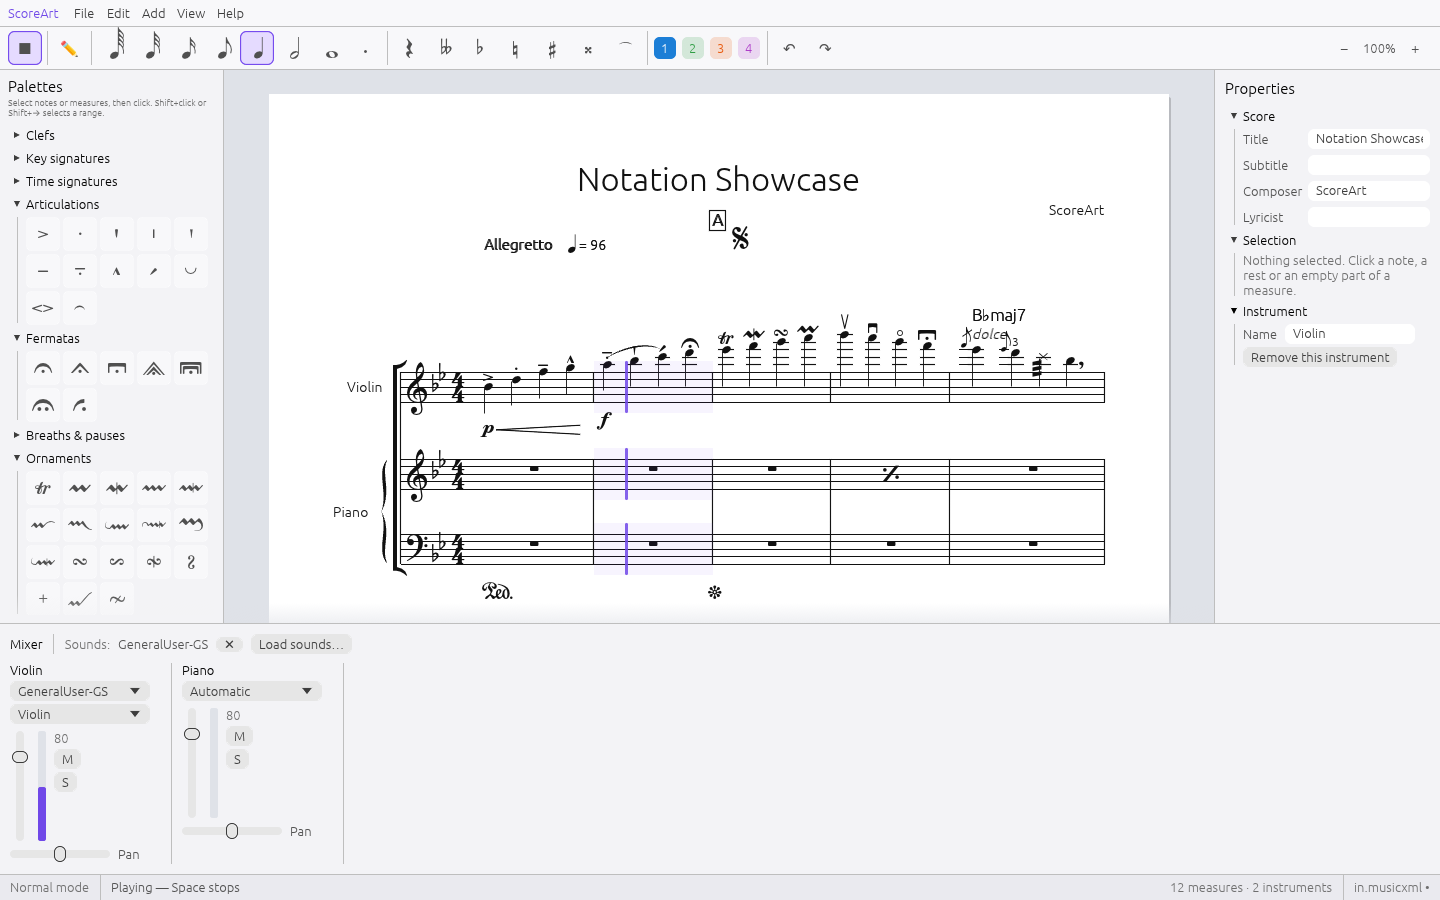 ScoreArt File Edit Add View Help
1 2 3 4
− 100% +
Palettes
Select notes or measures, then click. Shift+click or
Shift+→ selects a range.
Clefs
Key signatures
Time signatures
Articulations
Fermatas
Breaths & pauses
Ornaments
Notation Showcase
ScoreArt
A
Allegretto ♩ = 96
B♭maj7
dolce
3
Violin
p f
Piano
Ped.
Properties
Score
Title Notation Showcase
Subtitle
Composer ScoreArt
Lyricist
Selection
Nothing selected. Click a note, a
rest or an empty part of a
measure.
Instrument
Name Violin
Remove this instrument
Mixer Sounds: GeneralUser-GS ✕ Load sounds...
Violin
GeneralUser-GS
Violin
80
M
S
Pan
Piano
Automatic
80
M
S
Pan
Normal mode Playing — Space stops 12 measures · 2 instruments in.musicxml •